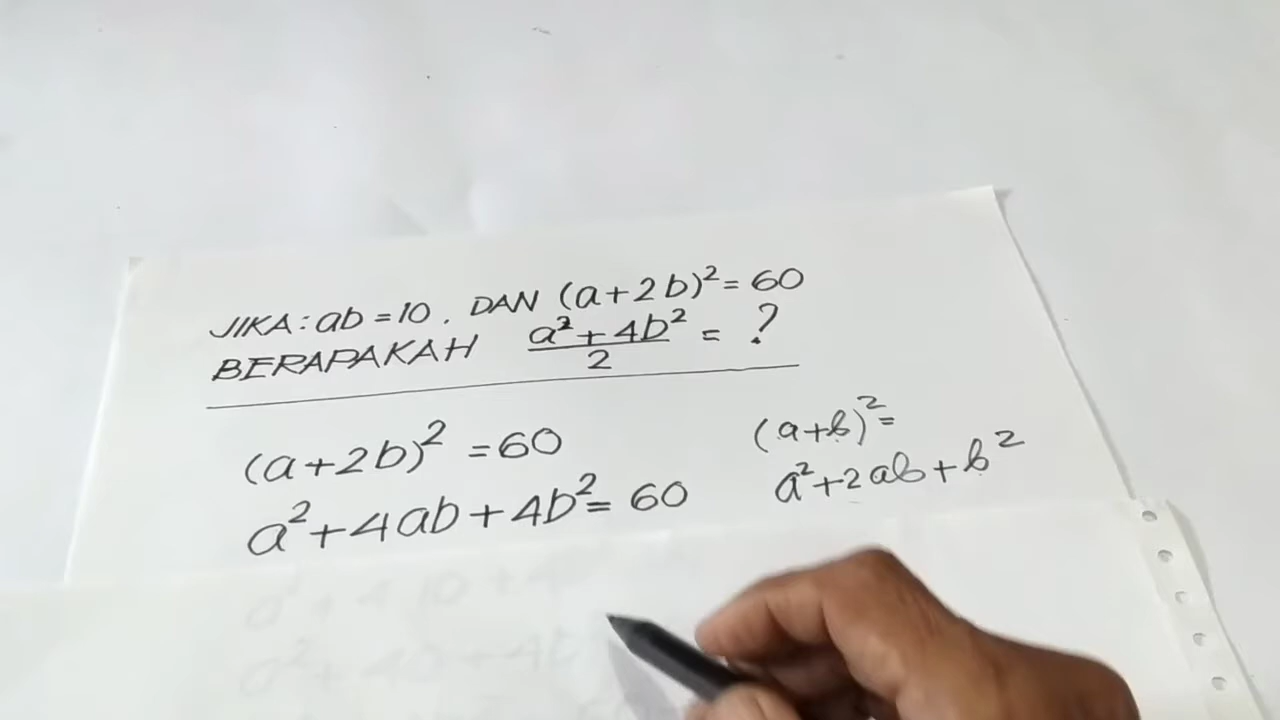 JIKA: ab = 10 . DAN (a+2b)² = 60
BERAPAKAH a² + 4b² / 2 = ?
(a+2b)² = 60
a² + 4ab + 4b² = 60
(a+b)² =
a² + 2ab + b²